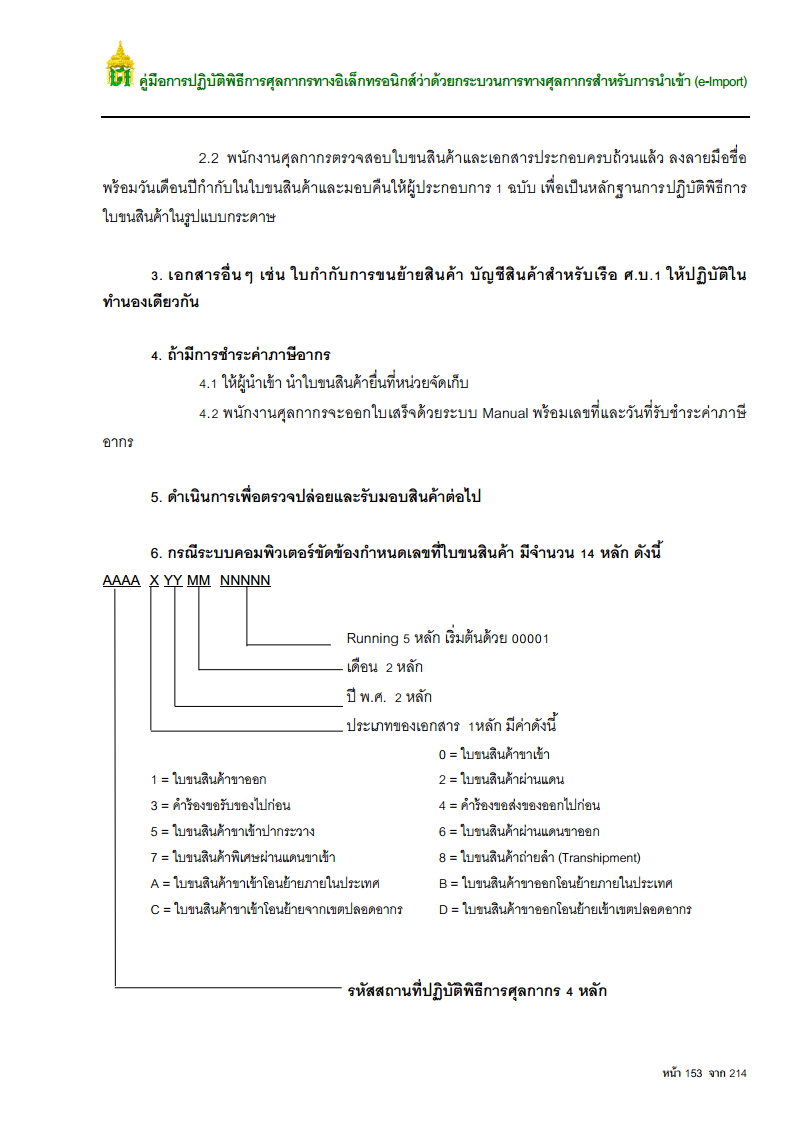 คู่มือการปฏิบัติพิธีการศุลกากรทางอิเล็กทรอนิกส์ว่าด้วยกระบวนการทางศุลกากรสำหรับการนำเข้า (e-Import)
2.2 พนักงานศุลกากรตรวจสอบใบขนสินค้าและเอกสารประกอบครบถ้วนแล้ว ลงลายมือชื่อ
พร้อมวันเดือนปีกำกับในใบขนสินค้าและมอบคืนให้ผู้ประกอบการ 1 ฉบับ เพื่อเป็นหลักฐานการปฏิบัติพิธีการ
ใบขนสินค้าในรูปแบบกระดาษ
3. เอกสารอื่นๆ เช่น ใบกำกับการขนย้ายสินค้า บัญชีสินค้าสำหรับเรือ ศ.บ.1 ให้ปฏิบัติใน
ทำนองเดียวกัน
4. ถ้ามีการชำระค่าภาษีอากร
4.1 ให้ผู้นำเข้า นำใบขนสินค้ายื่นที่หน่วยจัดเก็บ
4.2 พนักงานศุลกากรจะออกใบเสร็จด้วยระบบ Manual พร้อมเลขที่และวันที่รับชำระค่าภาษี
อากร
5. ดำเนินการเพื่อตรวจปล่อยและรับมอบสินค้าต่อไป
6. กรณีระบบคอมพิวเตอร์ขัดข้องกำหนดเลขที่ใบขนสินค้า มีจำนวน 14 หลัก ดังนี้
AAAA X YY MM NNNNN
Running 5 หลัก เริ่มต้นด้วย 00001
เดือน 2 หลัก
ปี พ.ศ. 2 หลัก
ประเภทของเอกสาร 1หลัก มีค่าดังนี้
0 = ใบขนสินค้าขาเข้า
1 = ใบขนสินค้าขาออก 2 = ใบขนสินค้าผ่านแดน
3 = คำร้องขอรับของไปก่อน 4 = คำร้องขอส่งของออกไปก่อน
5 = ใบขนสินค้าขาเข้าปากระวาง 6 = ใบขนสินค้าผ่านแดนขาออก
7 = ใบขนสินค้าพิเศษผ่านแดนขาเข้า 8 = ใบขนสินค้าถ่ายลำ (Transhipment)
A = ใบขนสินค้าขาเข้าโอนย้ายภายในประเทศ B = ใบขนสินค้าขาออกโอนย้ายภายในประเทศ
C = ใบขนสินค้าขาเข้าโอนย้ายจากเขตปลอดอากร D = ใบขนสินค้าขาออกโอนย้ายเข้าเขตปลอดอากร
รหัสสถานที่ปฏิบัติพิธีการศุลกากร 4 หลัก
หน้า 153 จาก 214